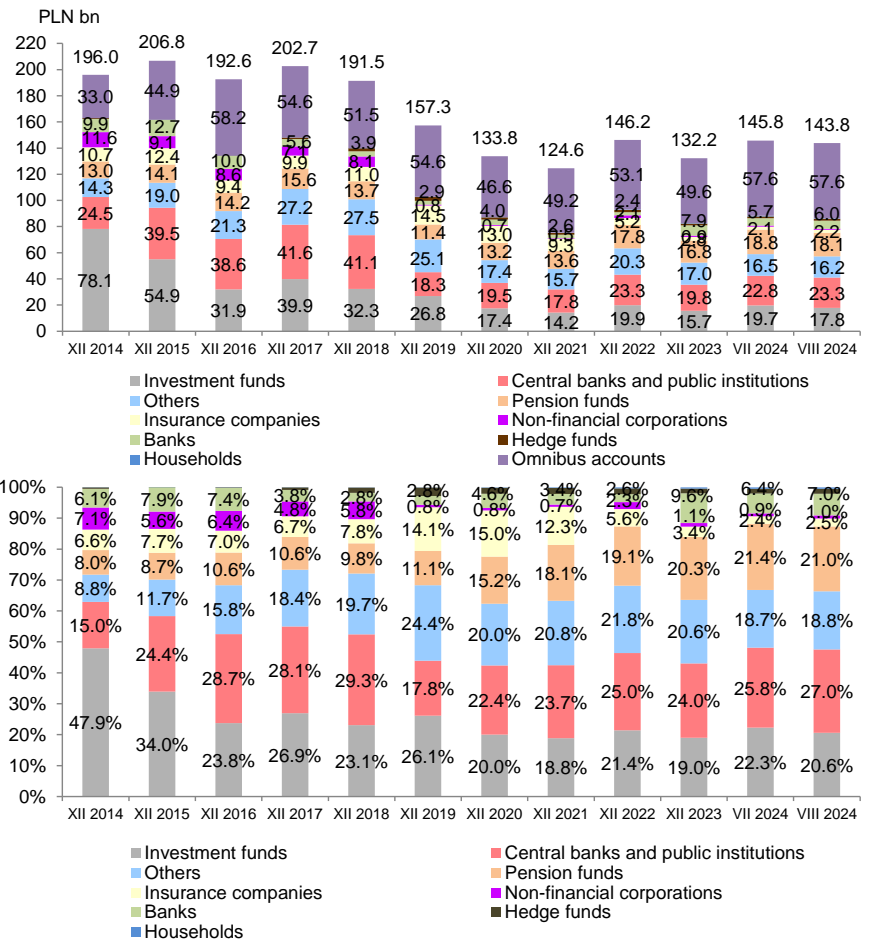 PLN bn
220
200
180
160
140
120
100
80
60
40
20
0
196.0 206.8 192.6 202.7 191.5 157.3 133.8 124.6 146.2 132.2 145.8 143.8
33.0 44.9 58.2 54.6 51.5 54.6 46.6 49.2 53.1 49.6 57.6 57.6
9.9 12.7 10.0 5.6 3.9 2.9 4.0 2.6 2.4 7.9 5.7 6.0
11.6 9.1 8.6 7.1 8.1 0.8 0.7 0.5 2.1 2.1 2.2
10.7 12.4 9.4 9.9 11.0 14.5 13.0 9.3 5.2
13.0 14.1 14.2 15.6 13.7 11.4 13.2 13.6 17.8 16.8 18.8 18.1
14.3 19.0 21.3 27.2 27.5 25.1 17.4 15.7 20.3 17.0 16.5 16.2
24.5 39.5 38.6 41.6 41.1 18.3 19.5 17.8 23.3 19.8 22.8 23.3
78.1 54.9 31.9 39.9 32.3 26.8 17.4 14.2 19.9 15.7 19.7 17.8
XII 2014 XII 2015 XII 2016 XII 2017 XII 2018 XII 2019 XII 2020 XII 2021 XII 2022 XII 2023 VII 2024 VIII 2024
Investment funds Central banks and public institutions
Others Pension funds
Insurance companies Non-financial corporations
Banks Hedge funds
Households Omnibus accounts
100%
90%
80%
70%
60%
50%
40%
30%
20%
10%
0%
6.1% 7.9% 7.4% 3.8% 2.8% 2.8% 4.6% 3.4% 2.6% 9.6% 6.4% 7.0%
7.1% 5.6% 6.4% 4.8% 5.8% 0.8% 0.8% 0.7% 2.3% .1% 0.9% 1.0%
6.6% 7.7% 7.0% 6.7% 7.8% 14.1% 15.0% 12.3% 5.6% 3.4% 2.4% 2.5%
8.0% 8.7% 10.6% 10.6% 9.8% 11.1% 15.2% 18.1% 19.1% 20.3% 21.4% 21.0%
8.8% 11.7% 15.8% 18.4% 19.7% 24.4% 20.0% 20.8% 21.8% 20.6% 18.7% 18.8%
15.0% 24.4% 28.7% 28.1% 29.3% 17.8% 22.4% 23.7% 25.0% 24.0% 25.8% 27.0%
47.9% 34.0% 23.8% 26.9% 23.1% 26.1% 20.0% 18.8% 21.4% 19.0% 22.3% 20.6%
XII 2014 XII 2015 XII 2016 XII 2017 XII 2018 XII 2019 XII 2020 XII 2021 XII 2022 XII 2023 VII 2024 VIII 2024
Investment funds Central banks and public institutions
Others Pension funds
Insurance companies Non-financial corporations
Banks Hedge funds
Households